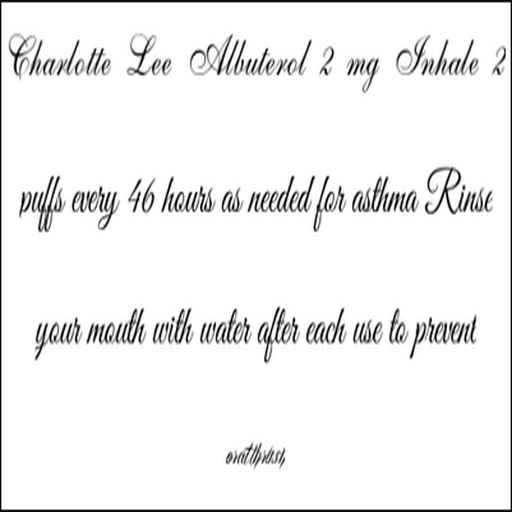 Charlotte Lee Albuterol 2 mg Inhale 2
puffs every 46 hours as needed for asthma Rinse
your mouth with water after each use to prevent